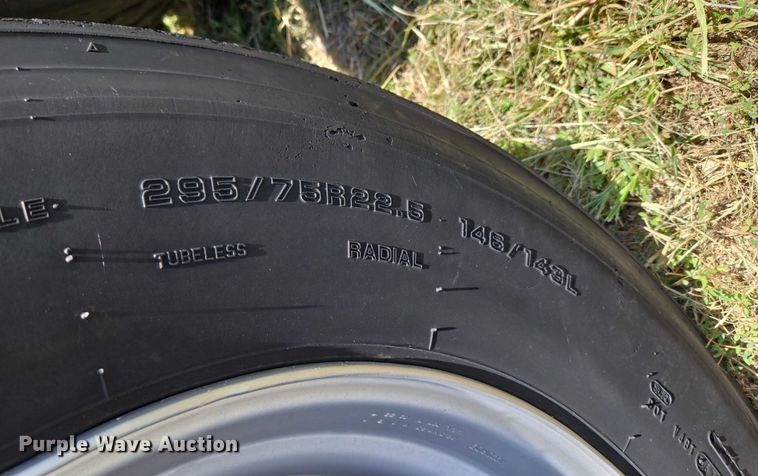 LE
295/75R22.5 146/143L
TUBELESS RADIAL
Purple Wave Auction